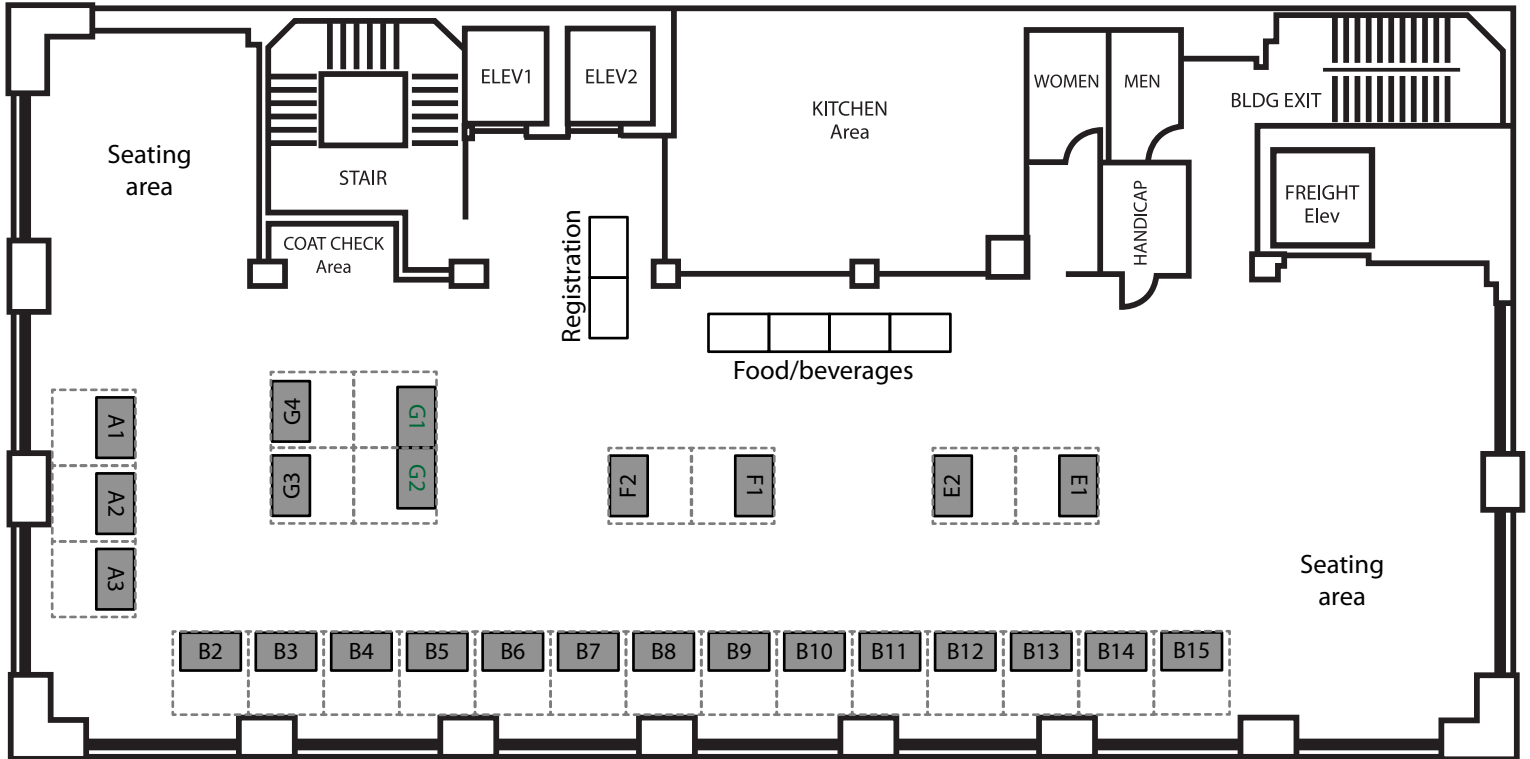 ELEV1
ELEV2
WOMEN
MEN
KITCHEN
Area
BLDG EXIT
Seating
area
STAIR
FREIGHT
Elev
HANDICAP
COAT CHECK
Area
Registration
Food/beverages
A1
A2
A3
G4
G1
G3
G2
F2
F1
E2
E1
Seating
area
B2
B3
B4
B5
B6
B7
B8
B9
B10
B11
B12
B13
B14
B15